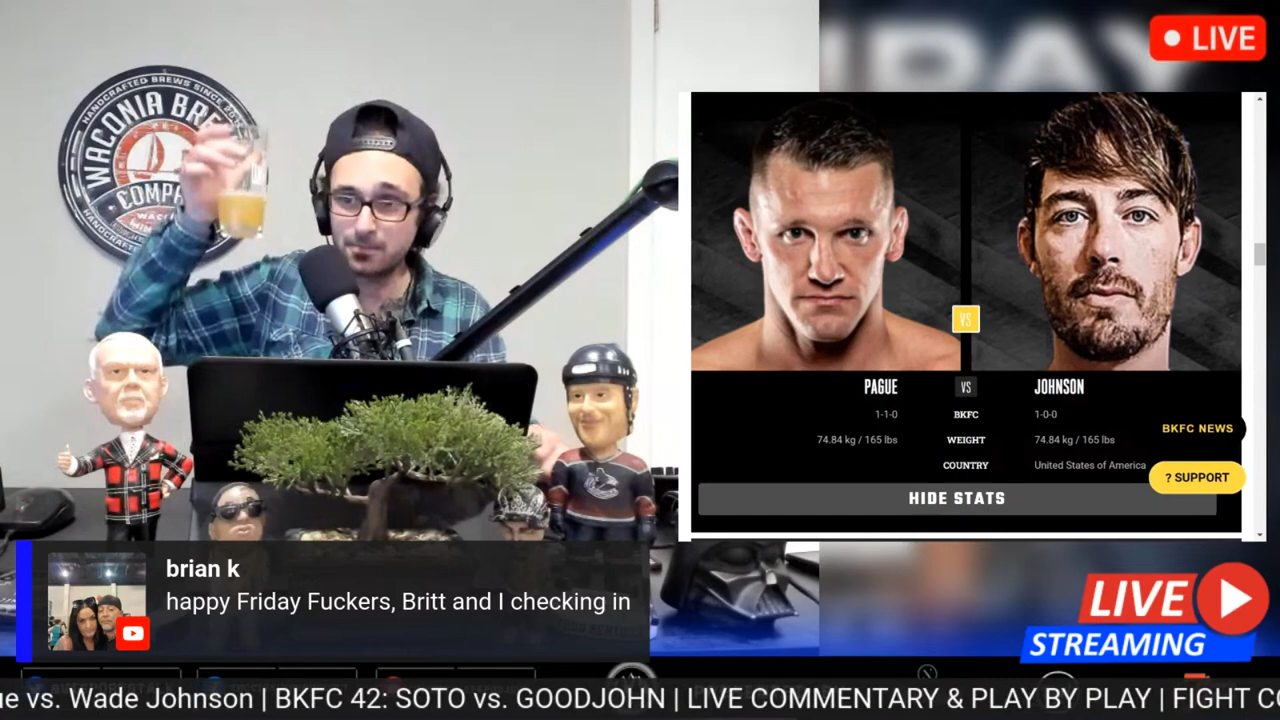 IDAY
LIVE
HANDCRAFTED BREWS SINCE
WACONIA BRE
COMPA
PAGUE VS JOHNSON
1-1-0 BKFC 1-0-0
74.84 kg / 165 lbs WEIGHT 74.84 kg / 165 lbs
COUNTRY United States of America
BKFC NEWS
? SUPPORT
HIDE STATS
brian k
happy Friday Fuckers, Britt and I checking in
LIVE
STREAMING
ue vs. Wade Johnson | BKFC 42: SOTO vs. GOODJOHN | LIVE COMMENTARY & PLAY BY PLAY | FIGHT CO